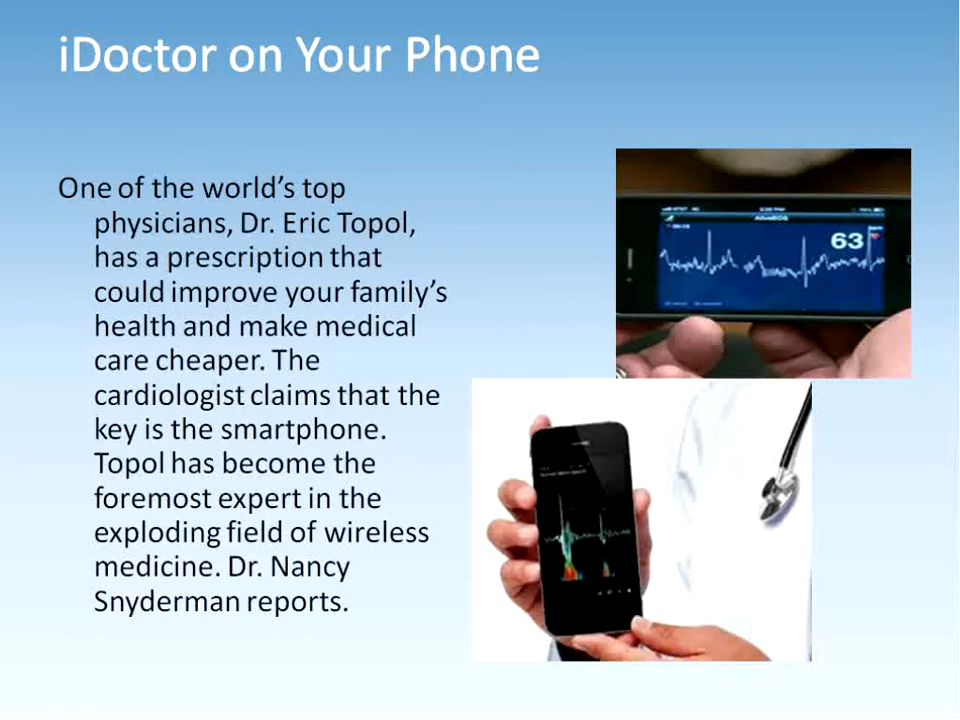 iDoctor on Your Phone
One of the world’s top
physicians, Dr. Eric Topol,
has a prescription that
could improve your family’s
health and make medical
care cheaper. The
cardiologist claims that the
key is the smartphone.
Topol has become the
foremost expert in the
exploding field of wireless
medicine. Dr. Nancy
Snyderman reports.
AliveECG
63